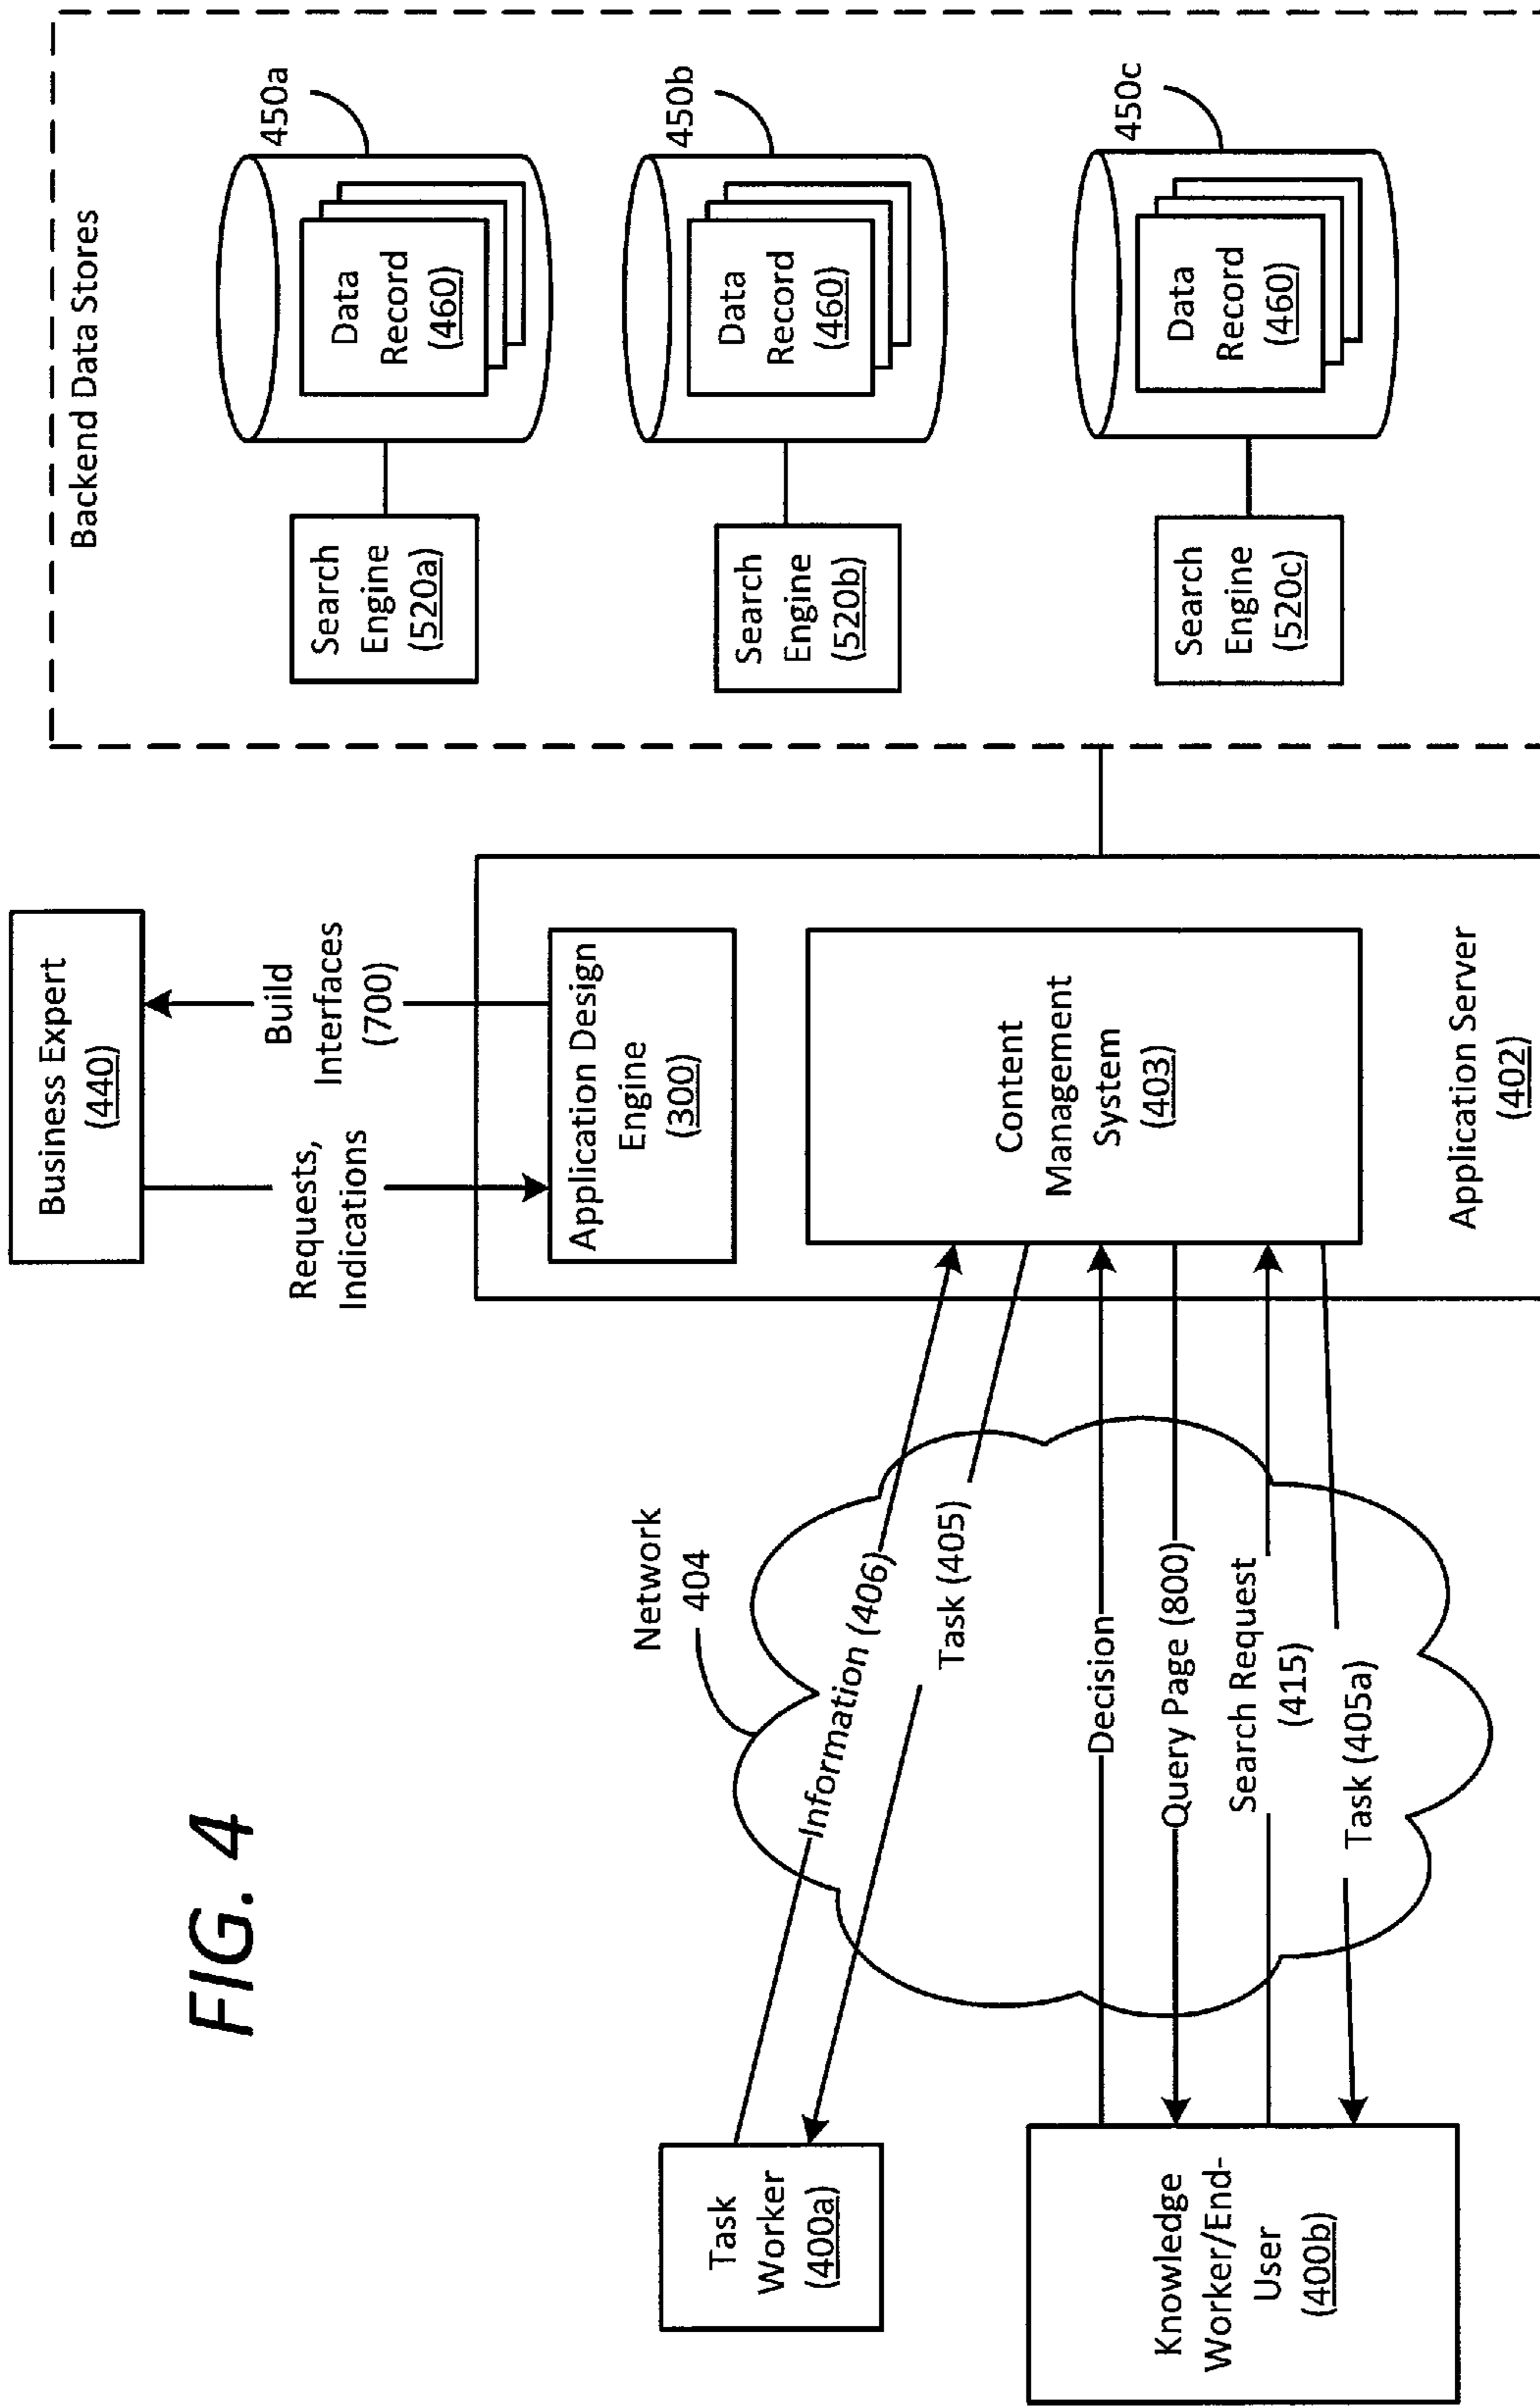 FIG. 4
Business Expert
(440)
Requests,
Indications
Build
Interfaces
(700)
Application Design
Engine
(300)
Content
Management
System
(403)
Application Server
(402)
Network
404
Information (406)
Task (405)
Decision
Query Page (800)
Search Request
(415)
Task (405a)
Task
Worker
(400a)
Knowledge
Worker/End-
User
(400b)
Backend Data Stores
Search
Engine
(520a)
Data
Record
(460)
450a
Search
Engine
(520b)
Data
Record
(460)
450b
Search
Engine
(520c)
Data
Record
(460)
450c